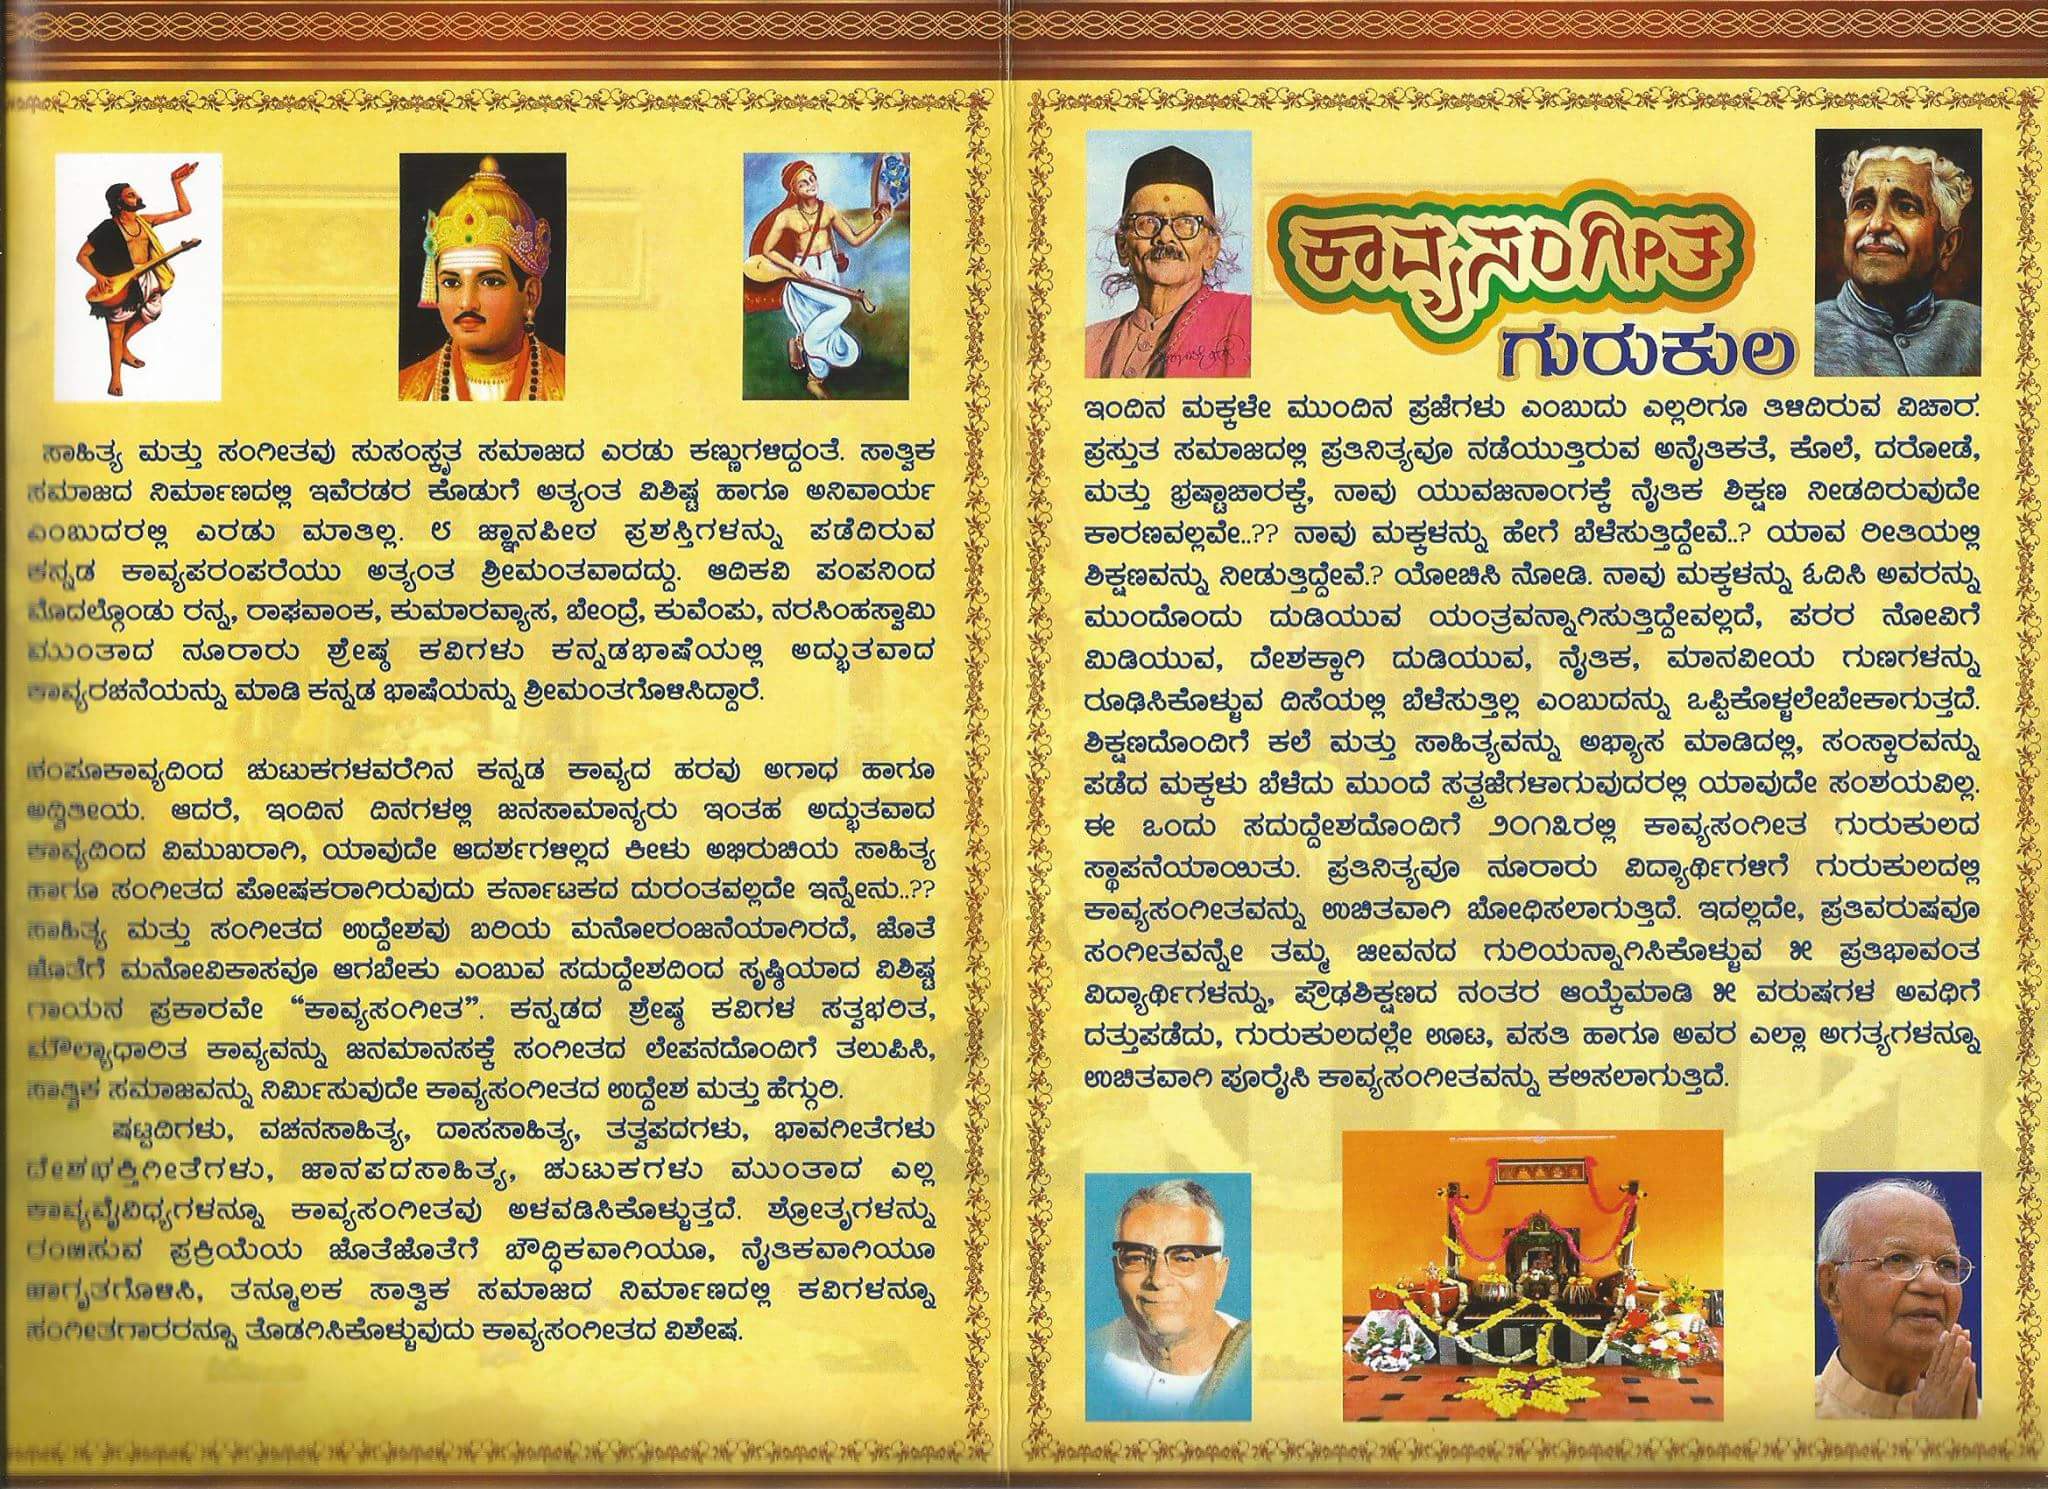 ಸಾಹಿತ್ಯ ಮತ್ತು ಸಂಗೀತವು ಸುಸಂಸ್ಕೃತ ಸಮಾಜದ ಎರಡು ಕಣ್ಣುಗಳಿದ್ದಂತೆ. ಸಾತ್ವಿಕ
ಸಮಾಜದ ನಿರ್ಮಾಣದಲ್ಲಿ ಇವೆರಡರ ಕೊಡುಗೆ ಅತ್ಯಂತ ವಿಶಿಷ್ಟ ಹಾಗೂ ಅನಿವಾರ್ಯ
ಎಂಬುದರಲ್ಲಿ ಎರಡು ಮಾತಿಲ್ಲ. ೮ ಜ್ಞಾನಪೀಠ ಪ್ರಶಸ್ತಿಗಳನ್ನು ಪಡೆದಿರುವ
ಕನ್ನಡ ಕಾವ್ಯಪರಂಪರೆಯು ಅತ್ಯಂತ ಶ್ರೀಮಂತವಾದದ್ದು. ಆದಿಕವಿ ಪಂಪನಿಂದ
ಮೊದಲ್ಗೊಂಡು ರನ್ನ, ರಾಘವಾಂಕ, ಕುಮಾರವ್ಯಾಸ, ಬೇಂದ್ರೆ, ಕುವೆಂಪು, ನರಸಿಂಹಸ್ವಾಮಿ
ಮುಂತಾದ ನೂರಾರು ಶ್ರೇಷ್ಠ ಕವಿಗಳು ಕನ್ನಡಭಾಷೆಯಲ್ಲಿ ಅದ್ಭುತವಾದ
ಕಾವ್ಯರಚನೆಯನ್ನು ಮಾಡಿ ಕನ್ನಡ ಭಾಷೆಯನ್ನು ಶ್ರೀಮಂತಗೊಳಿಸಿದ್ದಾರೆ.
ಹಂಪೂಕಾವ್ಯದಿಂದ ಚುಟುಕಗಳವರೆಗಿನ ಕನ್ನಡ ಕಾವ್ಯದ ಹರವು ಅಗಾಧ ಹಾಗೂ
ಅದ್ವಿತೀಯ. ಆದರೆ, ಇಂದಿನ ದಿನಗಳಲ್ಲಿ ಜನಸಾಮಾನ್ಯರು ಇಂತಹ ಅದ್ಭುತವಾದ
ಕಾವ್ಯದಿಂದ ವಿಮುಖರಾಗಿ, ಯಾವುದೇ ಆದರ್ಶಗಳಿಲ್ಲದ ಕೀಳು ಅಭಿರುಚಿಯ ಸಾಹಿತ್ಯ
ಹಾಗೂ ಸಂಗೀತದ ಪೋಷಕರಾಗಿರುವುದು ಕರ್ನಾಟಕದ ದುರಂತವಲ್ಲದೇ ಇನ್ನೇನು..??
ಸಾಹಿತ್ಯ ಮತ್ತು ಸಂಗೀತದ ಉದ್ದೇಶವು ಬರಿಯ ಮನೋರಂಜನೆಯಾಗಿರದೆ, ಜೊತೆ
ಜೊತೆಗೆ ಮನೋವಿಕಾಸವೂ ಆಗಬೇಕು ಎಂಬುವ ಸದುದ್ದೇಶದಿಂದ ಸೃಷ್ಠಿಯಾದ ವಿಶಿಷ್ಟ
ಗಾಯನ ಪ್ರಕಾರವೇ “ಕಾವ್ಯಸಂಗೀತ”. ಕನ್ನಡದ ಶ್ರೇಷ್ಠ ಕವಿಗಳ ಸತ್ವಭರಿತ,
ಮೌಲ್ಯಾಧಾರಿತ ಕಾವ್ಯವನ್ನು ಜನಮಾನಸಕ್ಕೆ ಸಂಗೀತದ ಲೇಪನದೊಂದಿಗೆ ತಲುಪಿಸಿ,
ಸಾತ್ವಿಕ ಸಮಾಜವನ್ನು ನಿರ್ಮಿಸುವುದೇ ಕಾವ್ಯಸಂಗೀತದ ಉದ್ದೇಶ ಮತ್ತು ಹೆಗ್ಗುರಿ.
ಷಟ್ಪದಿಗಳು, ವಚನಸಾಹಿತ್ಯ, ದಾಸಸಾಹಿತ್ಯ, ತತ್ವಪದಗಳು, ಭಾವಗೀತೆಗಳು
ದೇಶಭಕ್ತಿಗೀತೆಗಳು, ಜಾನಪದಸಾಹಿತ್ಯ, ಚುಟುಕಗಳು ಮುಂತಾದ ಎಲ್ಲ
ಕಾವ್ಯವೈವಿಧ್ಯಗಳನ್ನೂ ಕಾವ್ಯಸಂಗೀತವು ಅಳವಡಿಸಿಕೊಳ್ಳುತ್ತದೆ. ಶ್ರೋತೃಗಳನ್ನು
ರಂಜಿಸುವ ಪ್ರಕ್ರಿಯೆಯ ಜೊತೆಜೊತೆಗೆ ಬೌದ್ಧಿಕವಾಗಿಯೂ, ನೈತಿಕವಾಗಿಯೂ
ಜಾಗೃತಗೊಳಿಸಿ, ತನ್ಮೂಲಕ ಸಾತ್ವಿಕ ಸಮಾಜದ ನಿರ್ಮಾಣದಲ್ಲಿ ಕವಿಗಳನ್ನೂ
ಸಂಗೀತಗಾರರನ್ನೂ ತೊಡಗಿಸಿಕೊಳ್ಳುವುದು ಕಾವ್ಯಸಂಗೀತದ ವಿಶೇಷ.
ಕಾವ್ಯಸಂಗೀತ
ಗುರುಕುಲ
ಇಂದಿನ ಮಕ್ಕಳೇ ಮುಂದಿನ ಪ್ರಜೆಗಳು ಎಂಬುದು ಎಲ್ಲರಿಗೂ ತಿಳಿದಿರುವ ವಿಚಾರ.
ಪ್ರಸ್ತುತ ಸಮಾಜದಲ್ಲಿ ಪ್ರತಿನಿತ್ಯವೂ ನಡೆಯುತ್ತಿರುವ ಅನೈತಿಕತೆ, ಕೊಲೆ, ದರೋಡೆ,
ಮತ್ತು ಭ್ರಷ್ಟಾಚಾರಕ್ಕೆ, ನಾವು ಯುವಜನಾಂಗಕ್ಕೆ ನೈತಿಕ ಶಿಕ್ಷಣ ನೀಡದಿರುವುದೇ
ಕಾರಣವಲ್ಲವೇ..?? ನಾವು ಮಕ್ಕಳನ್ನು ಹೇಗೆ ಬೆಳೆಸುತ್ತಿದ್ದೇವೆ..? ಯಾವ ರೀತಿಯಲ್ಲಿ
ಶಿಕ್ಷಣವನ್ನು ನೀಡುತ್ತಿದ್ದೇವೆ.? ಯೋಚಿಸಿ ನೋಡಿ. ನಾವು ಮಕ್ಕಳನ್ನು ಓದಿಸಿ ಅವರನ್ನು
ಮುಂದೊಂದು ದುಡಿಯುವ ಯಂತ್ರವನ್ನಾಗಿಸುತ್ತಿದ್ದೇವಲ್ಲದೆ, ಪರರ ನೋವಿಗೆ
ಮಿಡಿಯುವ, ದೇಶಕ್ಕಾಗಿ ದುಡಿಯುವ, ನೈತಿಕ, ಮಾನವೀಯ ಗುಣಗಳನ್ನು
ರೂಢಿಸಿಕೊಳ್ಳುವ ದಿಸೆಯಲ್ಲಿ ಬೆಳೆಸುತ್ತಿಲ್ಲ ಎಂಬುದನ್ನು ಒಪ್ಪಿಕೊಳ್ಳಲೇಬೇಕಾಗುತ್ತದೆ.
ಶಿಕ್ಷಣದೊಂದಿಗೆ ಕಲೆ ಮತ್ತು ಸಾಹಿತ್ಯವನ್ನು ಅಭ್ಯಾಸ ಮಾಡಿದಲ್ಲಿ, ಸಂಸ್ಕಾರವನ್ನು
ಪಡೆದ ಮಕ್ಕಳು ಬೆಳೆದು ಮುಂದೆ ಸತ್ಪ್ರಜೆಗಳಾಗುವುದರಲ್ಲಿ ಯಾವುದೇ ಸಂಶಯವಿಲ್ಲ.
ಈ ಒಂದು ಸದುದ್ದೇಶದೊಂದಿಗೆ ೨೦೧೩ರಲ್ಲಿ ಕಾವ್ಯಸಂಗೀತ ಗುರುಕುಲದ
ಸ್ಥಾಪನೆಯಾಯಿತು. ಪ್ರತಿನಿತ್ಯವೂ ನೂರಾರು ವಿದ್ಯಾರ್ಥಿಗಳಿಗೆ ಗುರುಕುಲದಲ್ಲಿ
ಕಾವ್ಯಸಂಗೀತವನ್ನು ಉಚಿತವಾಗಿ ಬೋಧಿಸಲಾಗುತ್ತಿದೆ. ಇದಲ್ಲದೇ, ಪ್ರತಿವರುಷವೂ
ಸಂಗೀತವನ್ನೇ ತಮ್ಮ ಜೀವನದ ಗುರಿಯನ್ನಾಗಿಸಿಕೊಳ್ಳುವ ೫ ಪ್ರತಿಭಾವಂತ
ವಿದ್ಯಾರ್ಥಿಗಳನ್ನು, ಪ್ರೌಢಶಿಕ್ಷಣದ ನಂತರ ಆಯ್ಕೆಮಾಡಿ ೫ ವರುಷಗಳ ಅವಧಿಗೆ
ದತ್ತುಪಡೆದು, ಗುರುಕುಲದಲ್ಲೇ ಊಟ, ವಸತಿ ಹಾಗೂ ಅವರ ಎಲ್ಲಾ ಅಗತ್ಯಗಳನ್ನೂ
ಉಚಿತವಾಗಿ ಪೂರೈಸಿ ಕಾವ್ಯಸಂಗೀತವನ್ನು ಕಲಿಸಲಾಗುತ್ತಿದೆ.